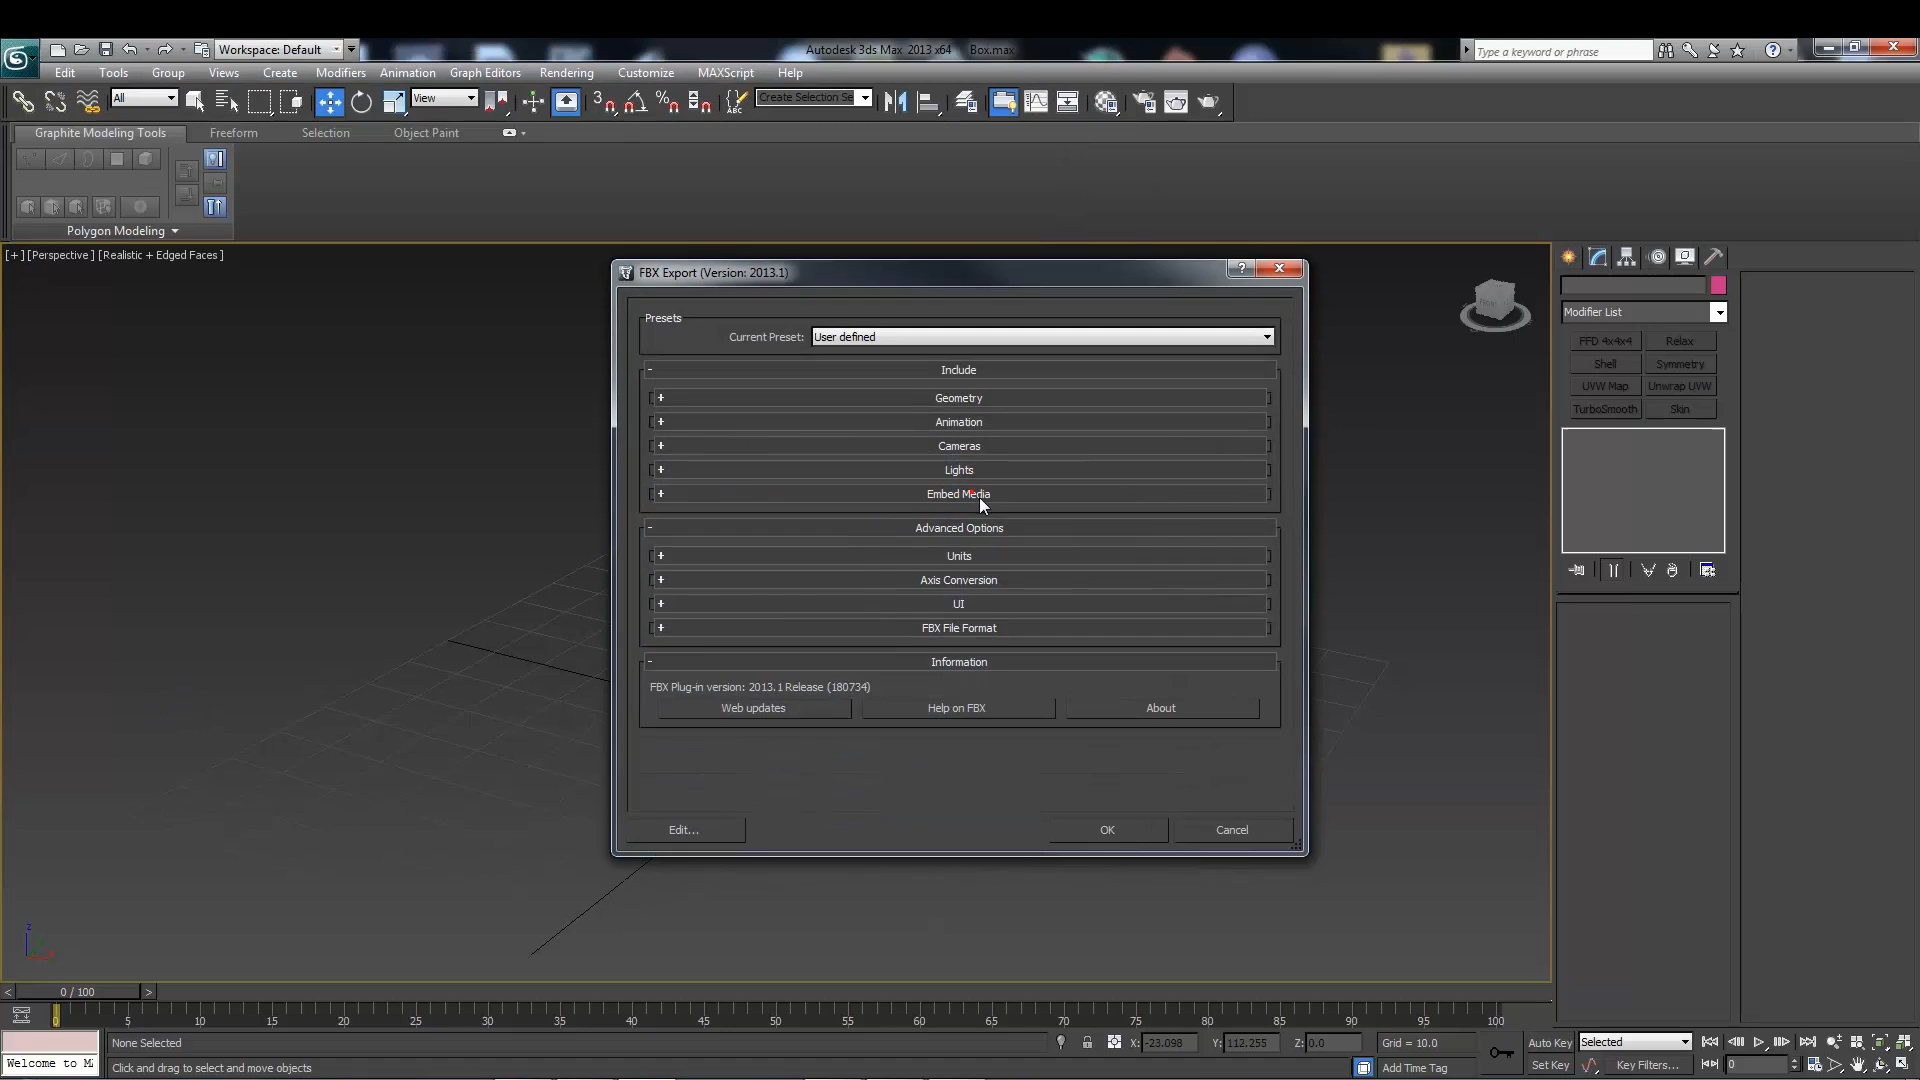 Workspace: Default
Autodesk 3ds Max 2013 x64 Box.max
Type a keyword or phrase
Edit Tools Group Views Create Modifiers Animation Graph Editors Rendering Customize MAXScript Help
All
View
3
Create Selection Se
Graphite Modeling Tools Freeform Selection Object Paint
Polygon Modeling
[+] [Perspective] [Realistic + Edged Faces]
FBX Export (Version: 2013.1)
Presets
Current Preset: User defined
- Include
+ Geometry
+ Animation
+ Cameras
+ Lights
+ Embed Media
- Advanced Options
+ Units
+ Axis Conversion
+ UI
+ FBX File Format
- Information
FBX Plug-in version: 2013.1 Release (180734)
Web updates Help on FBX About
Edit... OK Cancel
Modifier List
FFD 4x4x4 Relax
Shell Symmetry
UVW Map Unwrap UVW
TurboSmooth Skin
z
< 0 / 100 >
0 5 10 15 20 25 30 35 40 45 50 55 60 65 70 75 80 85 90 95 100
None Selected X: -23.098 Y: 112.255 Z: 0.0 Grid = 10.0 Auto Key Selected
Welcome to M Click and drag to select and move objects Add Time Tag Set Key Key Filters... 0